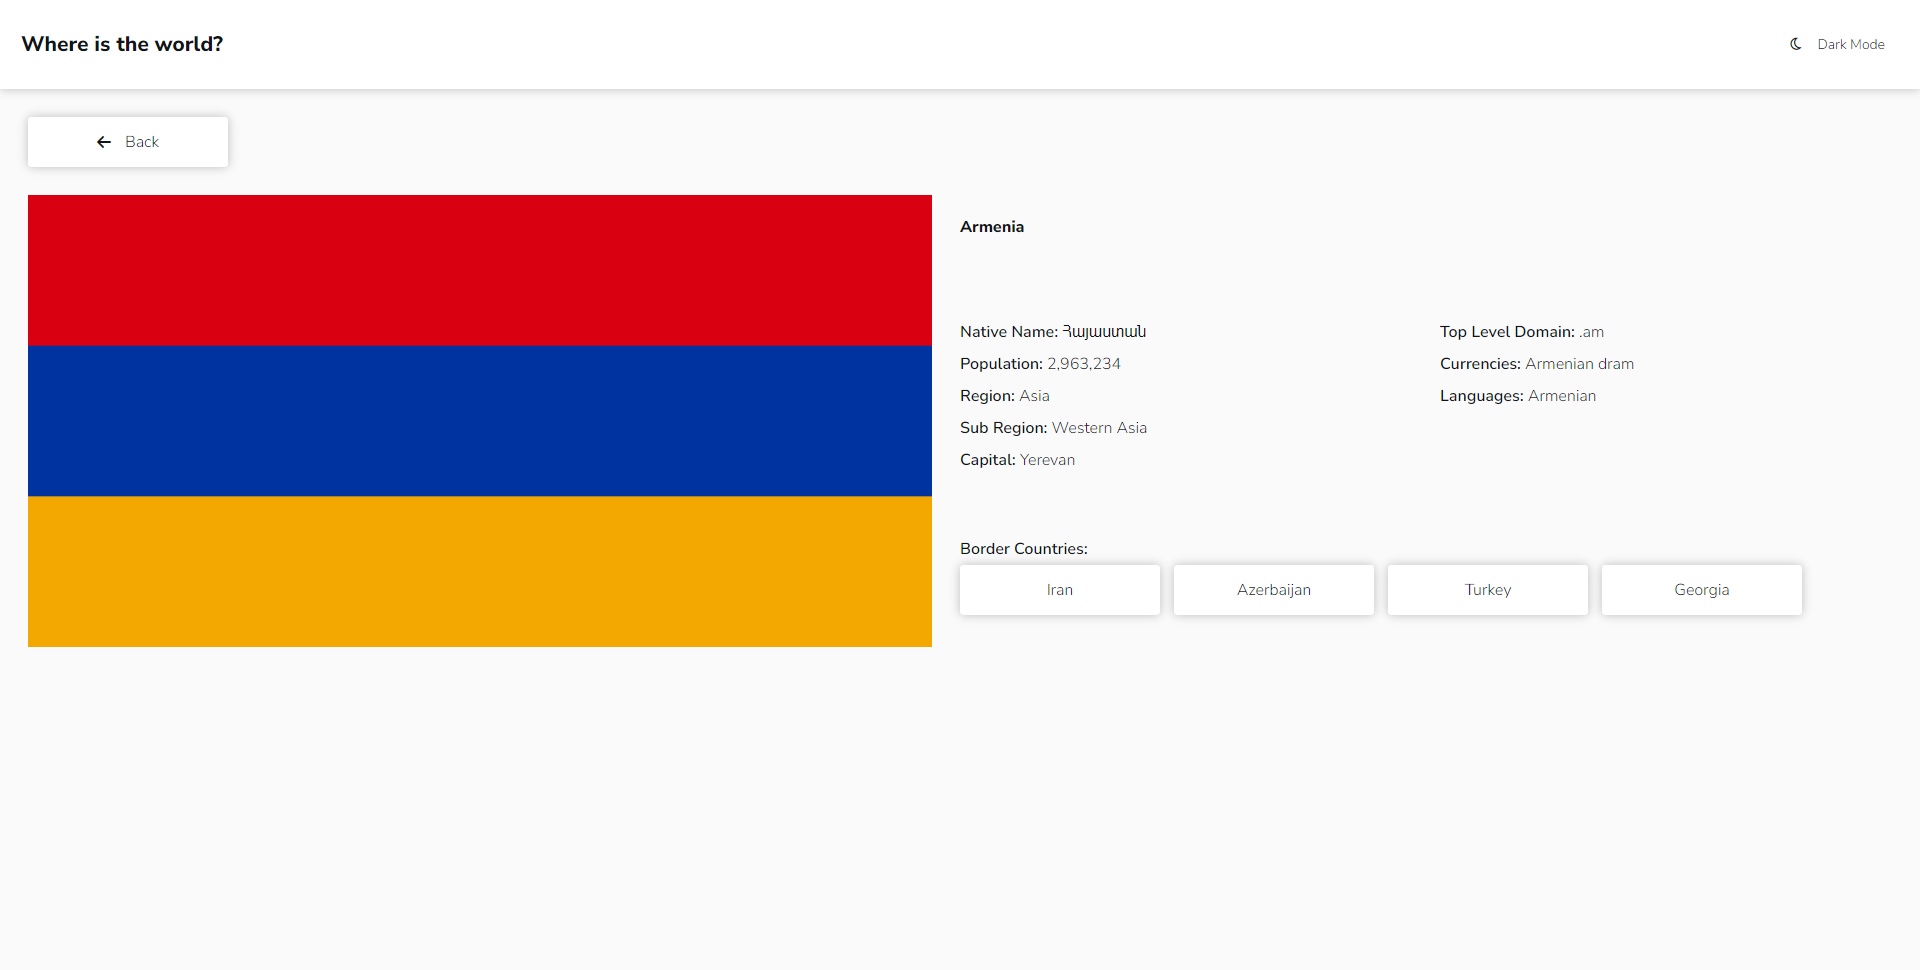 Where is the world?
Dark Mode
Back
Armenia
Native Name: Հայաստան
Population: 2,963,234
Region: Asia
Sub Region: Western Asia
Capital: Yerevan
Top Level Domain: .am
Currencies: Armenian dram
Languages: Armenian
Border Countries:
Iran
Azerbaijan
Turkey
Georgia